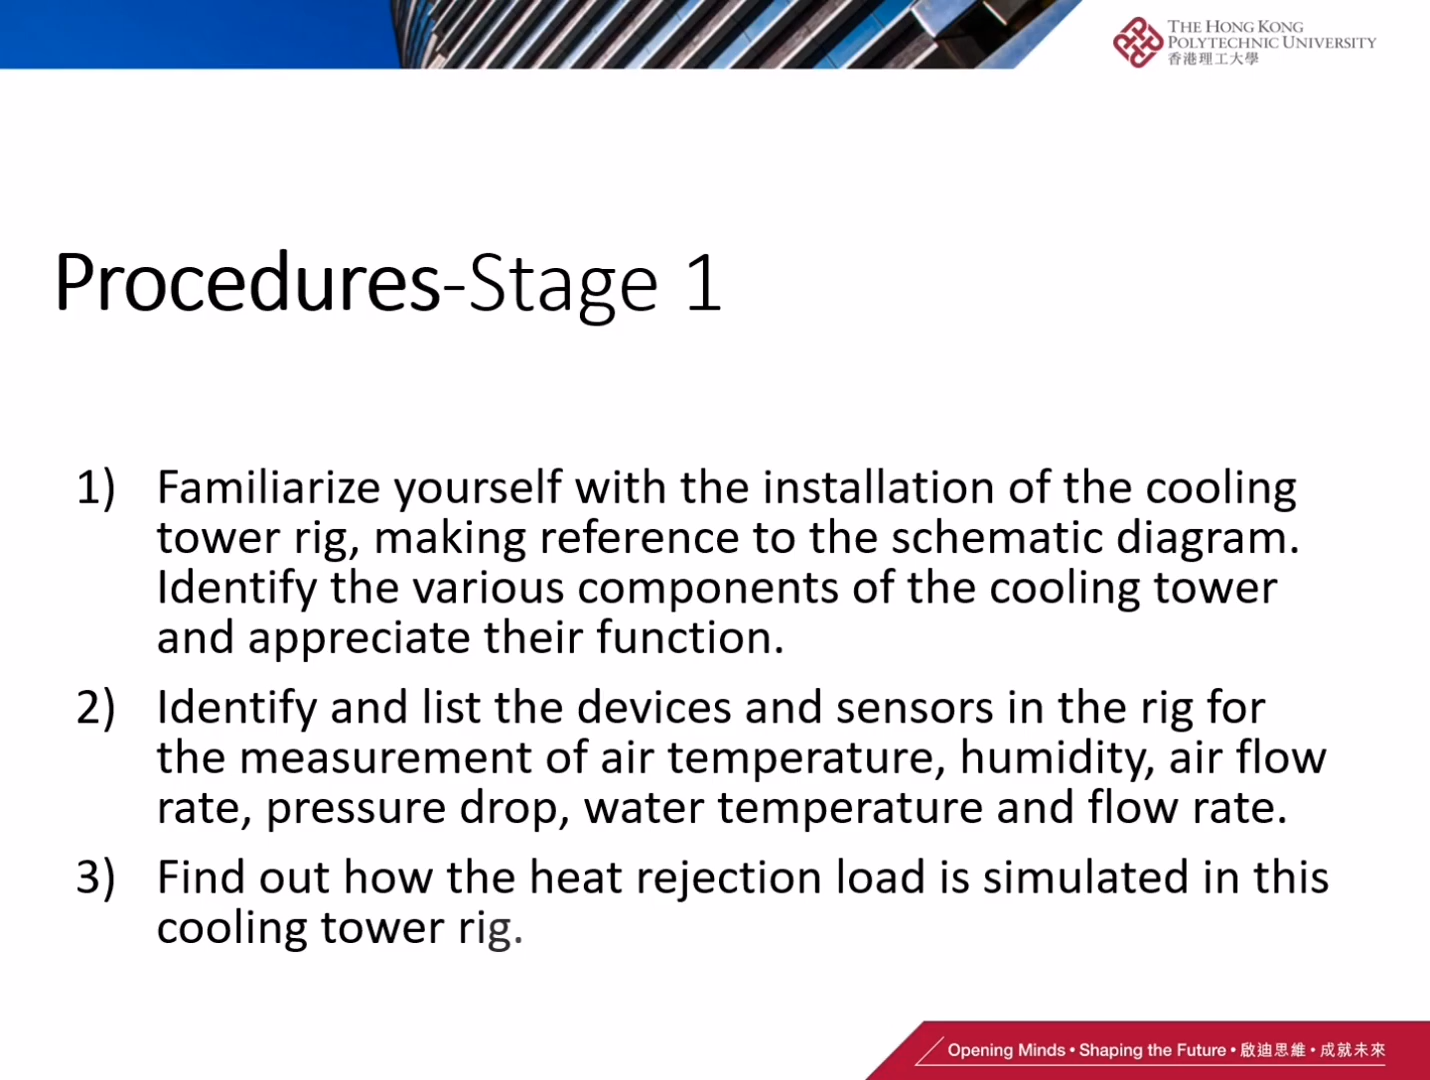 THE HONG KONG
POLYTECHNIC UNIVERSITY
香港理工大學
Procedures-Stage 1
1) Familiarize yourself with the installation of the cooling
tower rig, making reference to the schematic diagram.
Identify the various components of the cooling tower
and appreciate their function.
2) Identify and list the devices and sensors in the rig for
the measurement of air temperature, humidity, air flow
rate, pressure drop, water temperature and flow rate.
3) Find out how the heat rejection load is simulated in this
cooling tower rig.
Opening Minds • Shaping the Future • 啟迪思維 • 成就未來